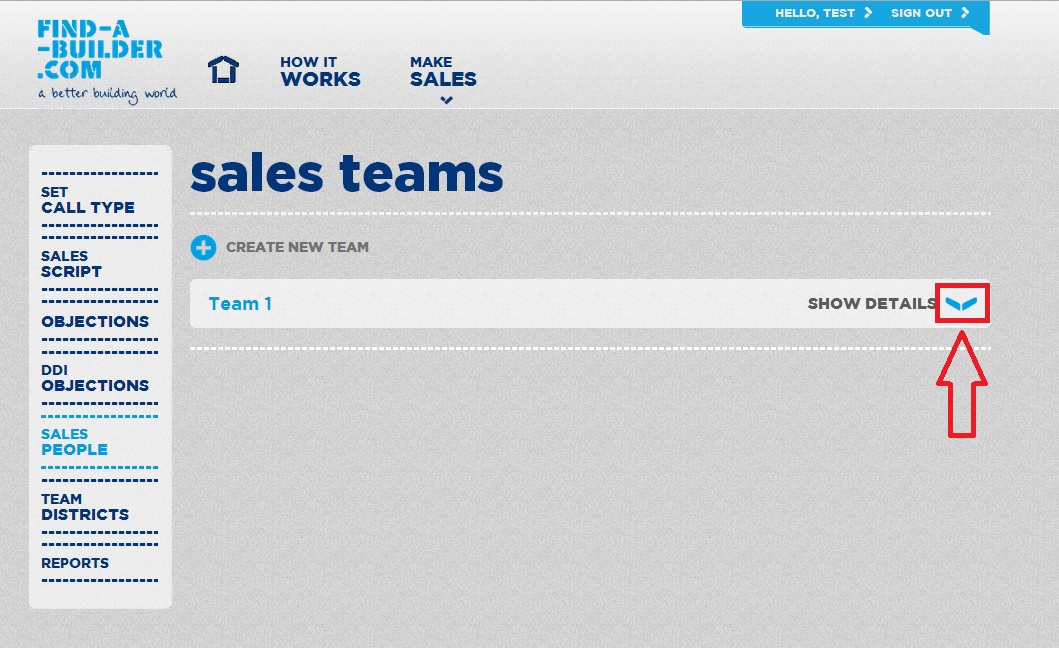 FIND-A
-BUILDER
.COM
a better building world
HOW IT
WORKS
MAKE
SALES
HELLO, TEST
SIGN OUT
SET
CALL TYPE
SALES
SCRIPT
OBJECTIONS
DDI
OBJECTIONS
SALES
PEOPLE
TEAM
DISTRICTS
REPORTS
sales teams
CREATE NEW TEAM
Team 1
SHOW DETAILS